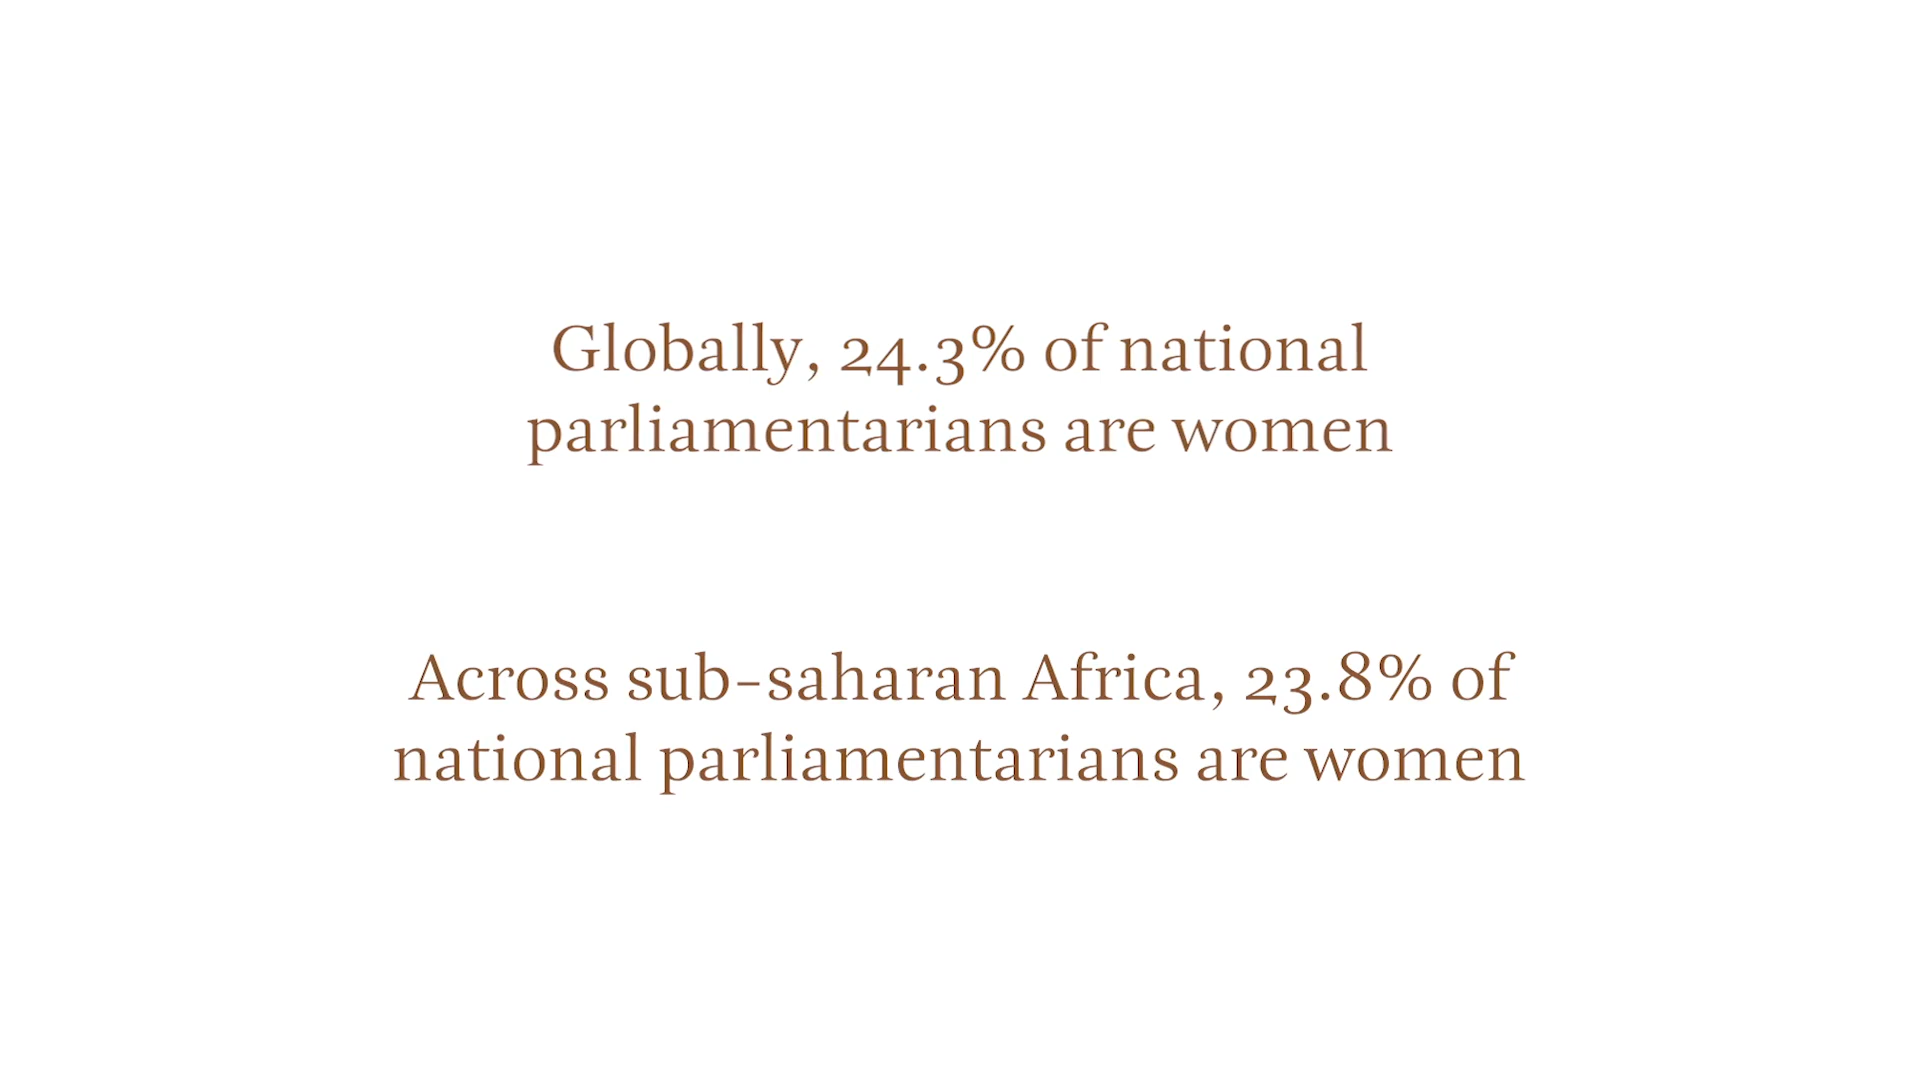 Globally, 24.3% of national
parliamentarians are women
Across sub-saharan Africa, 23.8% of
national parliamentarians are women